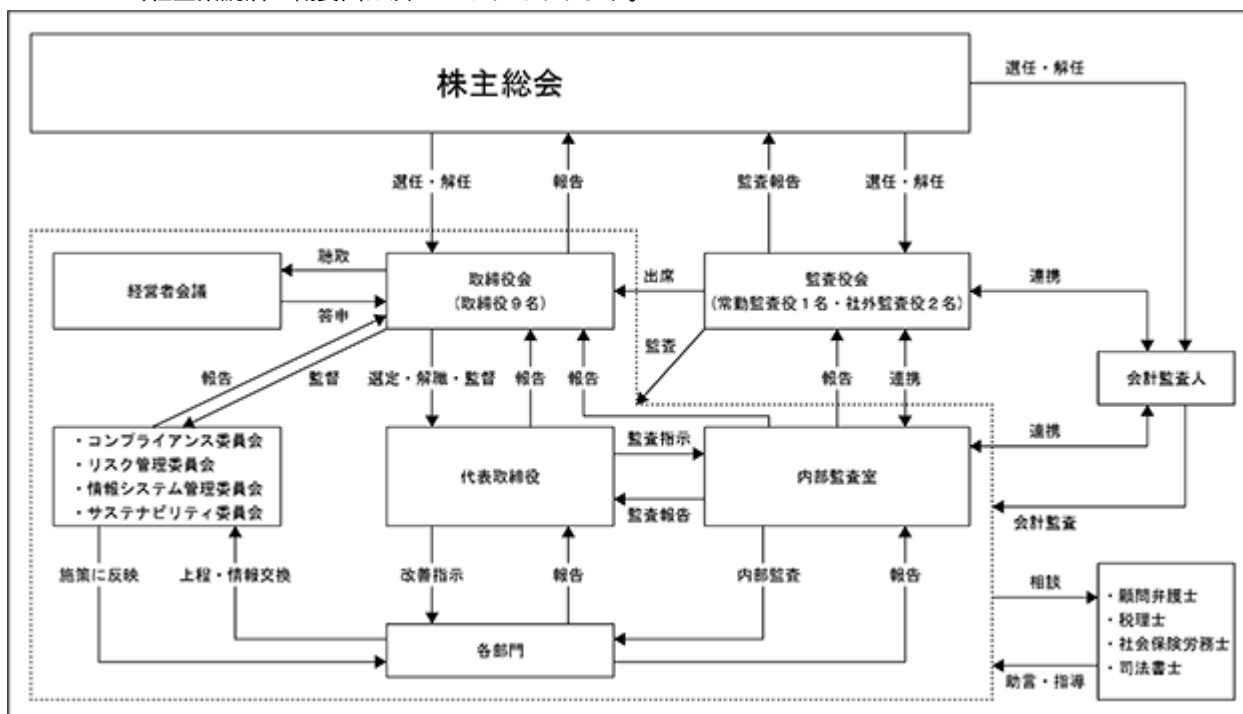 株主総会
選任・解任
選任・解任
報告
監査報告
選任・解任
経営者会議
聴取
答申
取締役会
(取締役9名)
出席
監査役会
(常勤監査役1名・社外監査役2名)
連携
監査
報告
監督
選定・解職・監督
報告
報告
報告
連携
会計監査人
・コンプライアンス委員会
・リスク管理委員会
・情報システム管理委員会
・サステナビリティ委員会
代表取締役
監査指示
監査報告
内部監査室
連携
会計監査
施策に反映
上程・情報交換
改善指示
報告
内部監査
報告
各部門
相談
助言・指導
・顧問弁護士
・税理士
・社会保険労務士
・司法書士